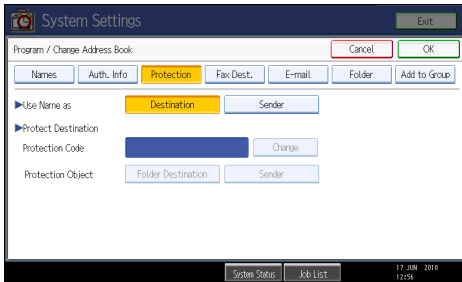 System Settings
Exit
Program / Change Address Book
Cancel
OK
Names
Auth. Info
Protection
Fax Dest.
E-mail
Folder
Add to Group
▶Use Name as
Destination
Sender
▶Protect Destination
Protection Code
Change
Protection Object
Folder Destination
Sender
System Status
Job List
17 JUN 2010
12:56